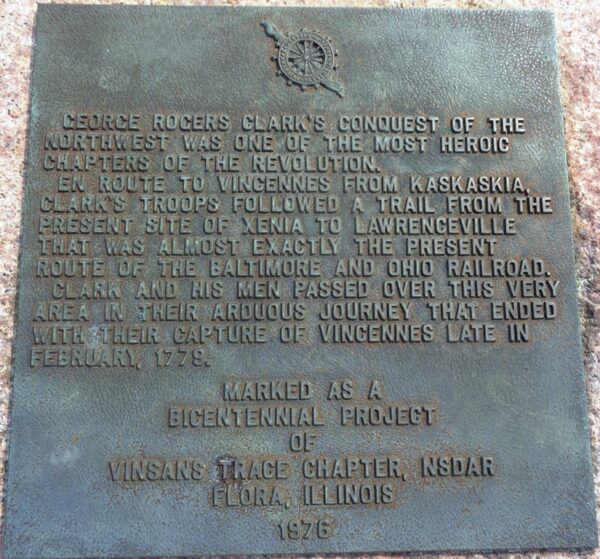 GEORGE ROGERS CLARK'S CONQUEST OF THE
NORTHWEST WAS ONE OF THE MOST HEROIC
CHAPTERS OF THE REVOLUTION.
EN ROUTE TO VINCENNES FROM KASKASKIA,
CLARK'S TROOPS FOLLOWED A TRAIL FROM THE
PRESENT SITE OF XENIA TO LAWRENCEVILLE
THAT WAS ALMOST EXACTLY THE PRESENT
ROUTE OF THE BALTIMORE AND OHIO RAILROAD.
CLARK AND HIS MEN PASSED OVER THIS VERY
AREA IN THEIR ARDUOUS JOURNEY THAT ENDED
WITH THEIR CAPTURE OF VINCENNES LATE IN
FEBRUARY, 1779.
MARKED AS A
BICENTENNIAL PROJECT
OF
VINSANS TRACE CHAPTER, NSDAR
FLORA, ILLINOIS
1976